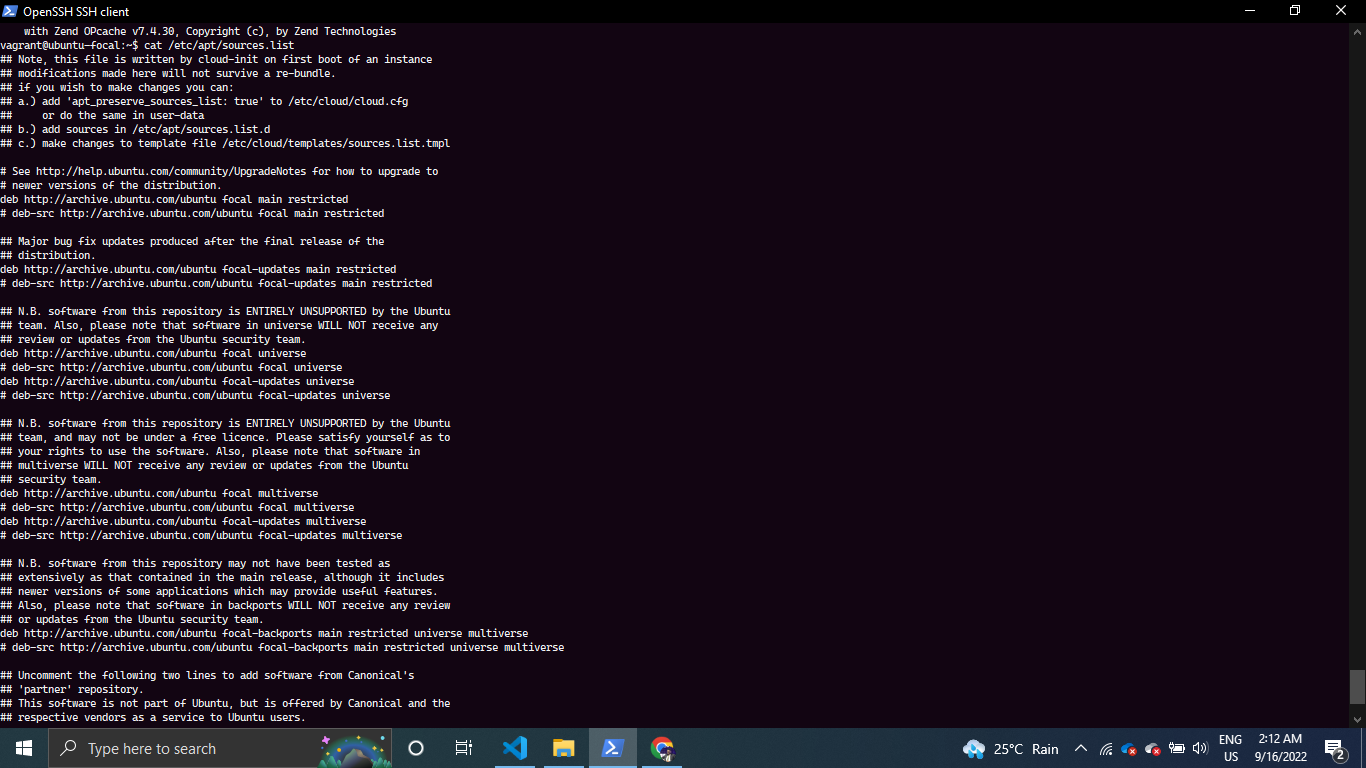 OpenSSH SSH client
    with Zend OPcache v7.4.30, Copyright (c), by Zend Technologies
vagrant@ubuntu-focal:~$ cat /etc/apt/sources.list
## Note, this file is written by cloud-init on first boot of an instance
## modifications made here will not survive a re-bundle.
## if you wish to make changes you can:
## a.) add 'apt_preserve_sources_list: true' to /etc/cloud/cloud.cfg
##     or do the same in user-data
## b.) add sources in /etc/apt/sources.list.d
## c.) make changes to template file /etc/cloud/templates/sources.list.tmpl

# See http://help.ubuntu.com/community/UpgradeNotes for how to upgrade to
# newer versions of the distribution.
deb http://archive.ubuntu.com/ubuntu focal main restricted
# deb-src http://archive.ubuntu.com/ubuntu focal main restricted

## Major bug fix updates produced after the final release of the
## distribution.
deb http://archive.ubuntu.com/ubuntu focal-updates main restricted
# deb-src http://archive.ubuntu.com/ubuntu focal-updates main restricted

## N.B. software from this repository is ENTIRELY UNSUPPORTED by the Ubuntu
## team. Also, please note that software in universe WILL NOT receive any
## review or updates from the Ubuntu security team.
deb http://archive.ubuntu.com/ubuntu focal universe
# deb-src http://archive.ubuntu.com/ubuntu focal universe
deb http://archive.ubuntu.com/ubuntu focal-updates universe
# deb-src http://archive.ubuntu.com/ubuntu focal-updates universe

## N.B. software from this repository is ENTIRELY UNSUPPORTED by the Ubuntu
## team, and may not be under a free licence. Please satisfy yourself as to
## your rights to use the software. Also, please note that software in
## multiverse WILL NOT receive any review or updates from the Ubuntu
## security team.
deb http://archive.ubuntu.com/ubuntu focal multiverse
# deb-src http://archive.ubuntu.com/ubuntu focal multiverse
deb http://archive.ubuntu.com/ubuntu focal-updates multiverse
# deb-src http://archive.ubuntu.com/ubuntu focal-updates multiverse

## N.B. software from this repository may not have been tested as
## extensively as that contained in the main release, although it includes
## newer versions of some applications which may provide useful features.
## Also, please note that software in backports WILL NOT receive any review
## or updates from the Ubuntu security team.
deb http://archive.ubuntu.com/ubuntu focal-backports main restricted universe multiverse
# deb-src http://archive.ubuntu.com/ubuntu focal-backports main restricted universe multiverse

## Uncomment the following two lines to add software from Canonical's
## 'partner' repository.
## This software is not part of Ubuntu, but is offered by Canonical and the
## respective vendors as a service to Ubuntu users.
Type here to search
25°C Rain
ENG
US
2:12 AM
9/16/2022
2